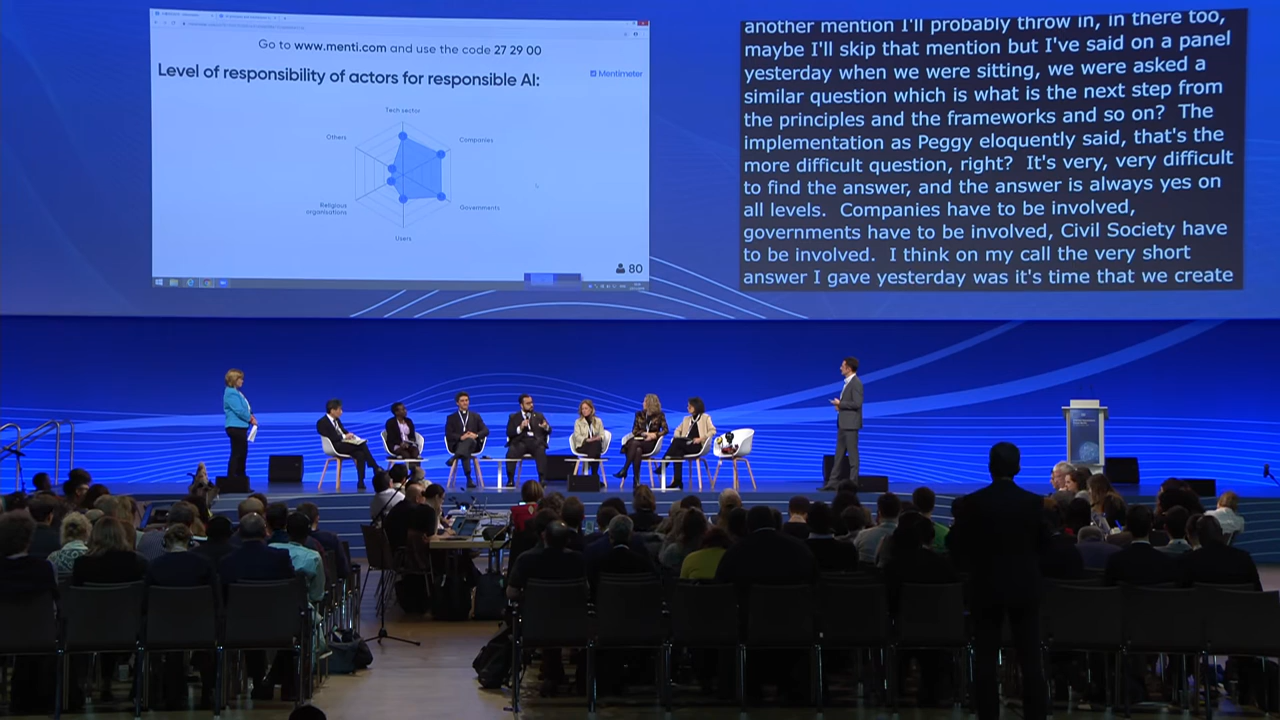 Go to www.menti.com and use the code 27 29 00
Level of responsibility of actors for responsible AI:
Mentimeter
Tech sector
Others
Companies
Religious
organisations
Governments
Users
80
another mention I'll probably throw in, in there too,
maybe I'll skip that mention but I've said on a panel
yesterday when we were sitting, we were asked a
similar question which is what is the next step from
the principles and the frameworks and so on? The
implementation as Peggy eloquently said, that's the
more difficult question, right? It's very, very difficult
to find the answer, and the answer is always yes on
all levels. Companies have to be involved,
governments have to be involved, Civil Society have
to be involved. I think on my call the very short
answer I gave yesterday was it's time that we create